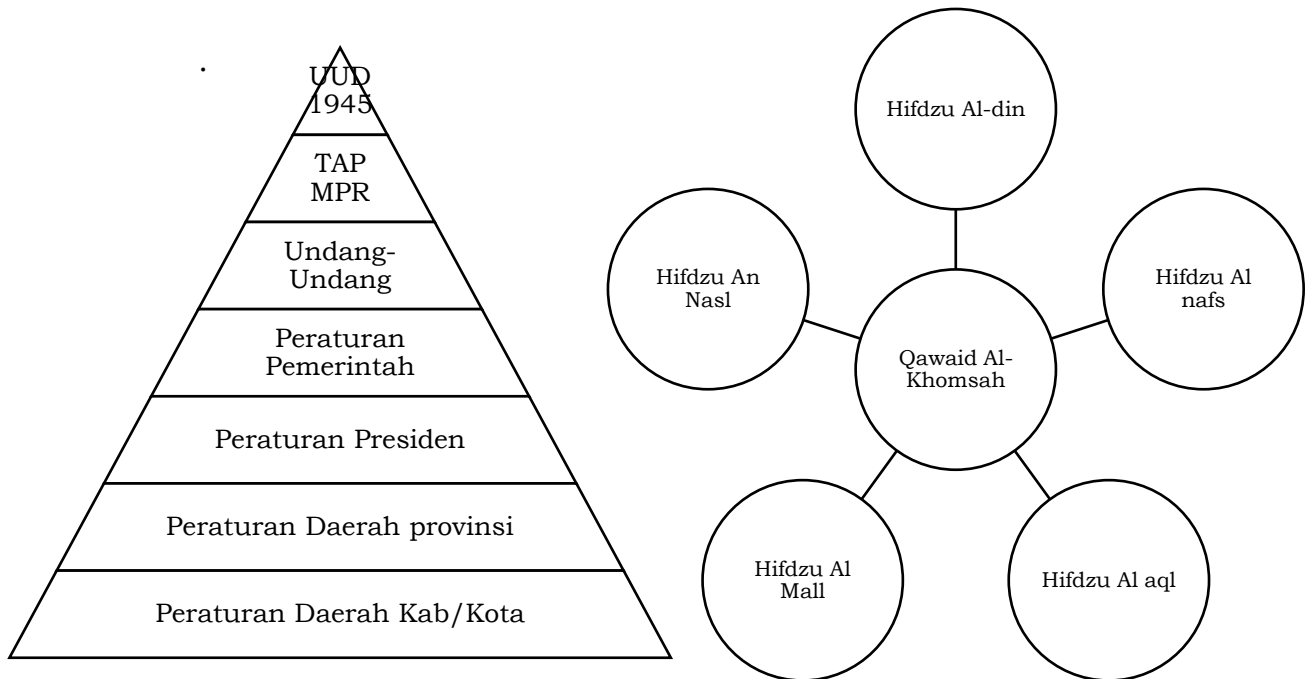 UUD
1945
TAP
MPR
Undang-
Undang
Peraturan
Pemerintah
Peraturan Presiden
Peraturan Daerah provinsi
Peraturan Daerah Kab/Kota
Hifdzu Al-din
Hifdzu An
Nasl
Hifdzu Al
nafs
Qawaid Al-
Khomsah
Hifdzu Al
Mall
Hifdzu Al aql